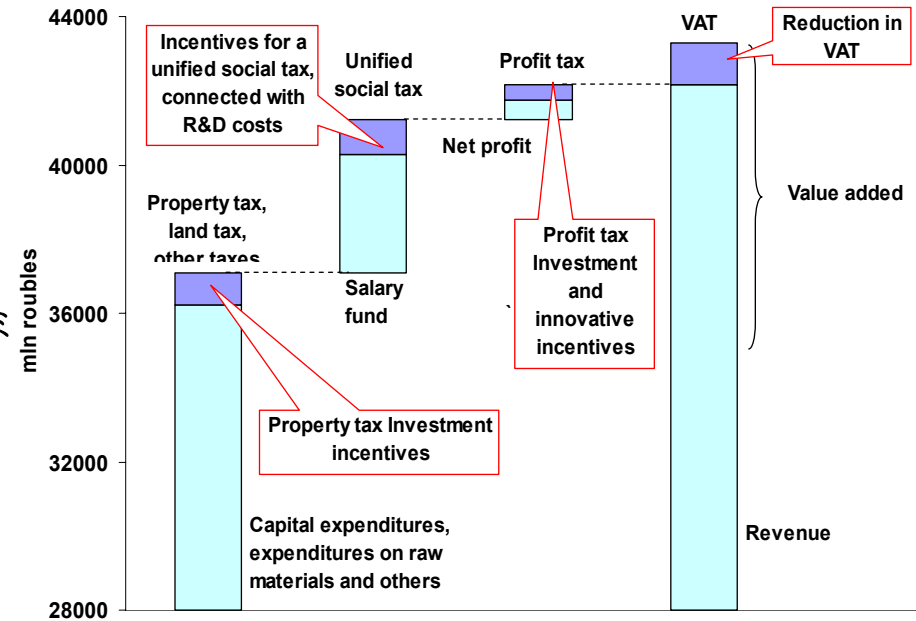 44000
40000
36000
32000
28000
mln roubles
Incentives for a
unified social tax,
connected with
R&D costs
Unified
social tax
Profit tax
VAT
Reduction in
VAT
Net profit
Value added
Property tax,
land tax,
other taxes
Salary
fund
Profit tax
Investment
and
innovative
incentives
Property tax Investment
incentives
Capital expenditures,
expenditures on raw
materials and others
Revenue